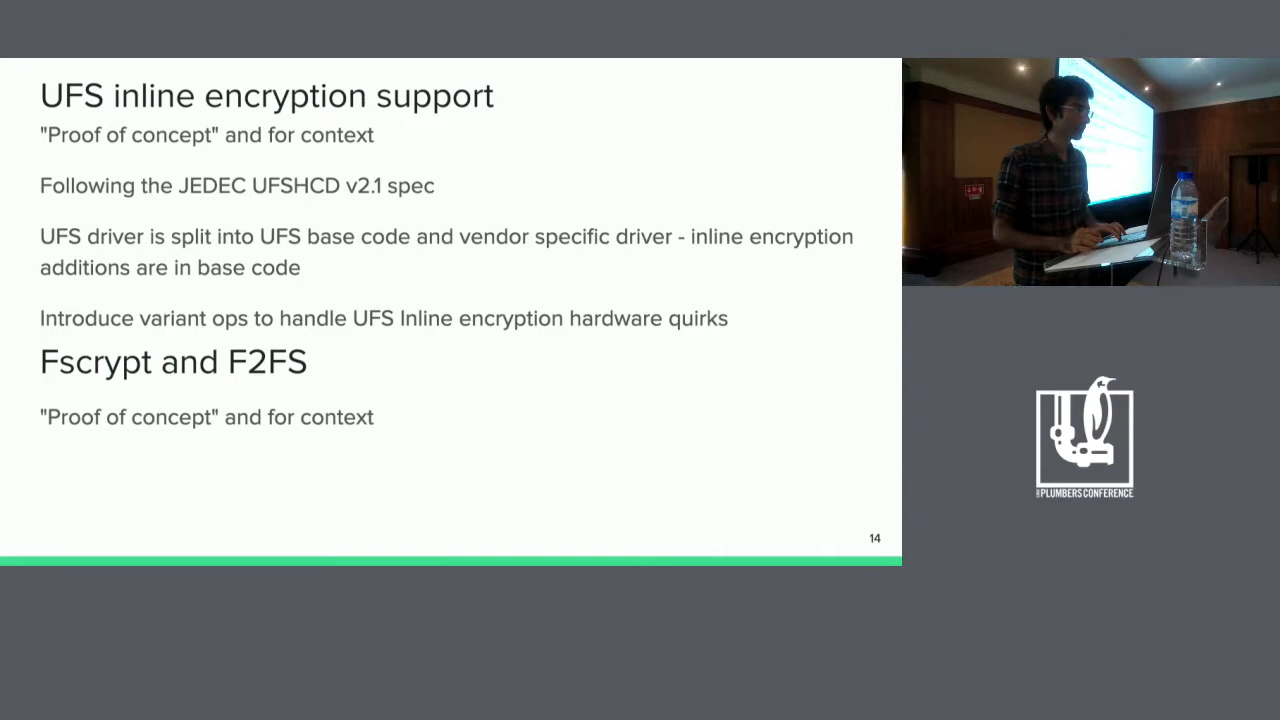 UFS inline encryption support
"Proof of concept" and for context
Following the JEDEC UFSHCD v2.1 spec
UFS driver is split into UFS base code and vendor specific driver - inline encryption
additions are in base code
Introduce variant ops to handle UFS Inline encryption hardware quirks
Fscrypt and F2FS
"Proof of concept" and for context
14
PLUMBERS CONFERENCE